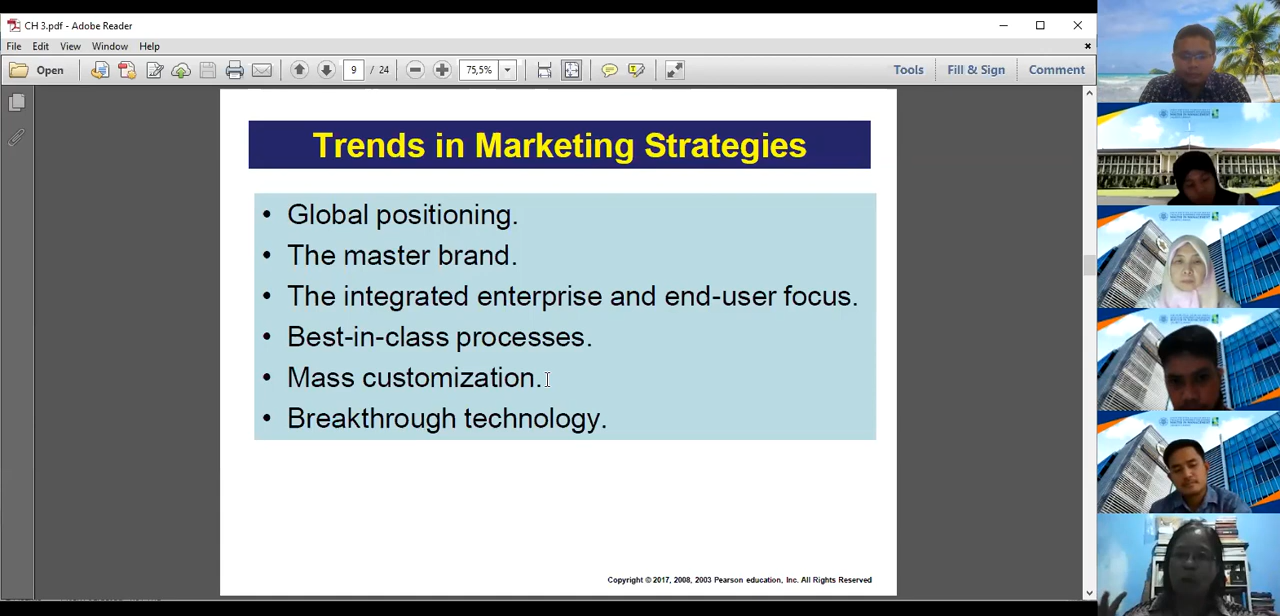 CH 3.pdf - Adobe Reader
File Edit View Window Help
Open 9 / 24 75,5% Tools Fill & Sign Comment
Trends in Marketing Strategies
• Global positioning.
• The master brand.
• The integrated enterprise and end-user focus.
• Best-in-class processes.
• Mass customization.
• Breakthrough technology.
Copyright © 2017, 2008, 2003 Pearson education, Inc. All Rights Reserved